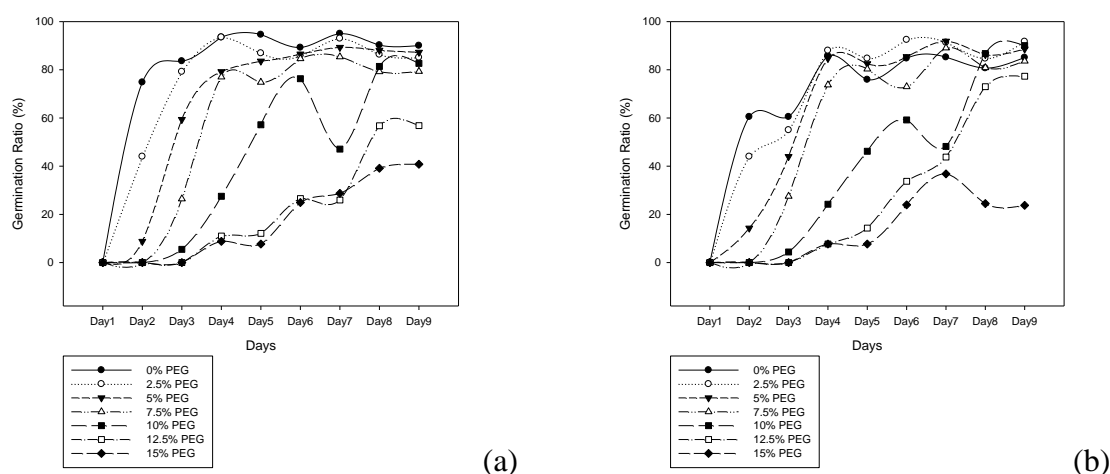 Germination Ratio (%)
100
80
60
40
20
0
Day1 Day2 Day3 Day4 Day5 Day6 Day7 Day8 Day9
Days
0% PEG
2.5% PEG
5% PEG
7.5% PEG
10% PEG
12.5% PEG
15% PEG
(a)
Germination Ratio (%)
100
80
60
40
20
0
Day1 Day2 Day3 Day4 Day5 Day6 Day7 Day8 Day9
Days
0% PEG
2.5% PEG
5% PEG
7.5% PEG
10% PEG
12.5% PEG
15% PEG
(b)